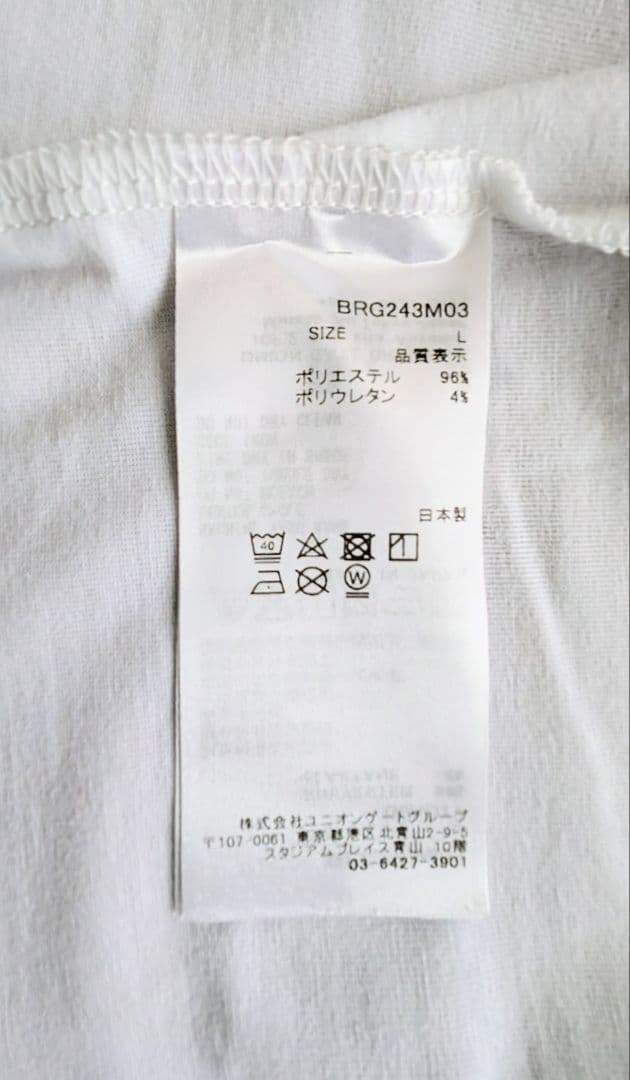 BRG243M03
SIZE L
品質表示
ポリエステル 96%
ポリウレタン 4%
日本製
40
W
株式会社ユニオンゲートグループ
〒107-0061 東京都港区北青山2-9-5
スタジアムプレイス青山 10階
03-6427-3901